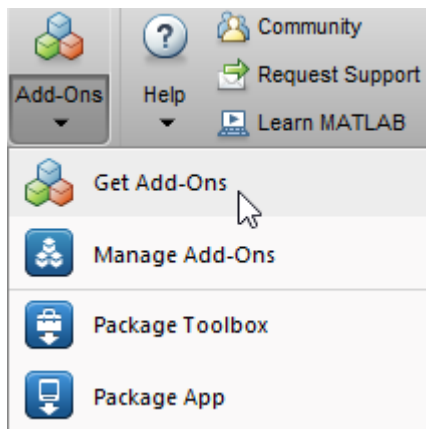 Community
Request Support
Add-Ons
Help
Learn MATLAB
Get Add-Ons
Manage Add-Ons
Package Toolbox
Package App